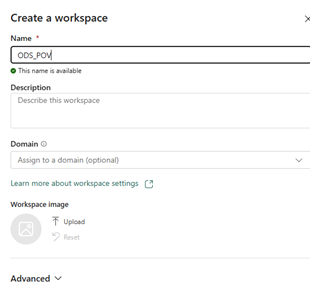 Create a workspace
Name *
ODS_POV
This name is available
Description
Describe this workspace
Domain
Assign to a domain (optional)
Learn more about workspace settings
Workspace image
Upload
Reset
Advanced